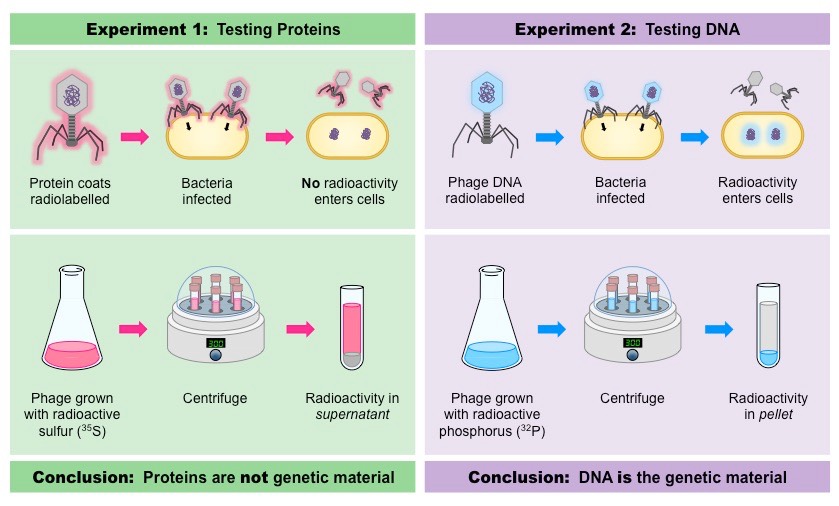 Experiment 1: Testing Proteins
Protein coats
radiolabelled
Bacteria
infected
No radioactivity
enters cells
300
Phage grown
with radioactive
sulfur (³⁵S)
Centrifuge
Radioactivity in
supernatant
Conclusion: Proteins are not genetic material
Experiment 2: Testing DNA
Phage DNA
radiolabelled
Bacteria
infected
Radioactivity
enters cells
300
Phage grown
with radioactive
phosphorus (³²P)
Centrifuge
Radioactivity
in pellet
Conclusion: DNA is the genetic material